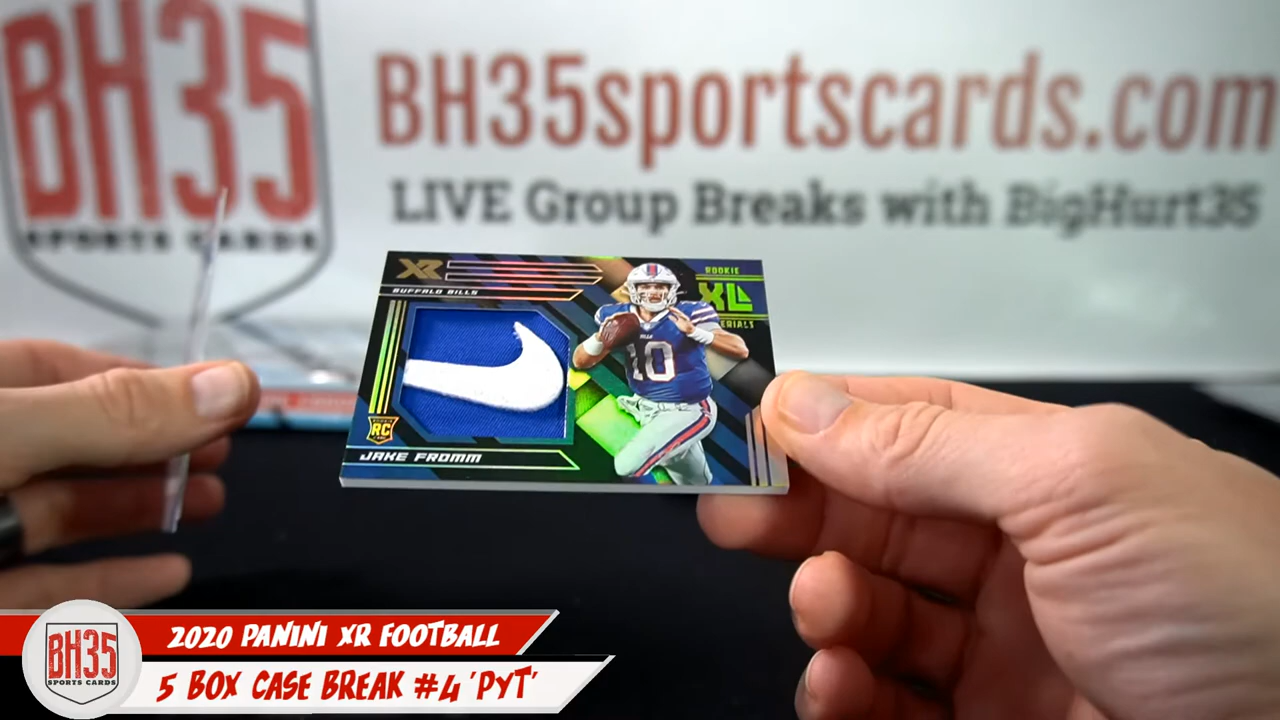 BH35
SPORTS CARDS
BH35sportscards.com
LIVE Group Breaks with BigHurt35
XR
BUFFALO BILLS
ROOKIE
XL
BILLS
10
RC
JAKE FROMM
BH35
SPORTS CARDS
2020 PANINI XR FOOTBALL
5 BOX CASE BREAK #4 'PYT'